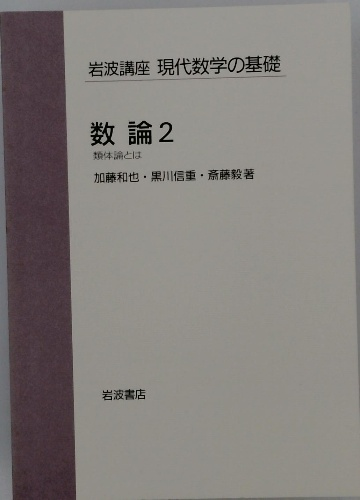 岩波講座 現代数学の基礎
数 論 2
類体論とは
加藤和也・黒川信重・斎藤毅 著
岩波書店